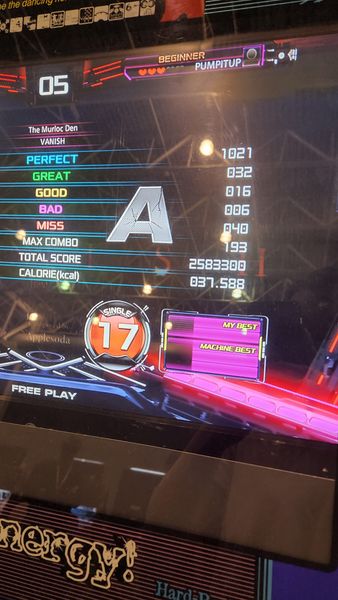 05
BEGINNER
PUMPITUP
The Murloc Den
VANISH
PERFECT 1021
GREAT 032
GOOD 016
BAD 006
MISS 040
MAX COMBO 193
TOTAL SCORE 2583300
CALORIE(kcal) 037.588
A
SINGLE
17
MY BEST
MACHINE BEST
Applesoda
FREE PLAY
nergy!